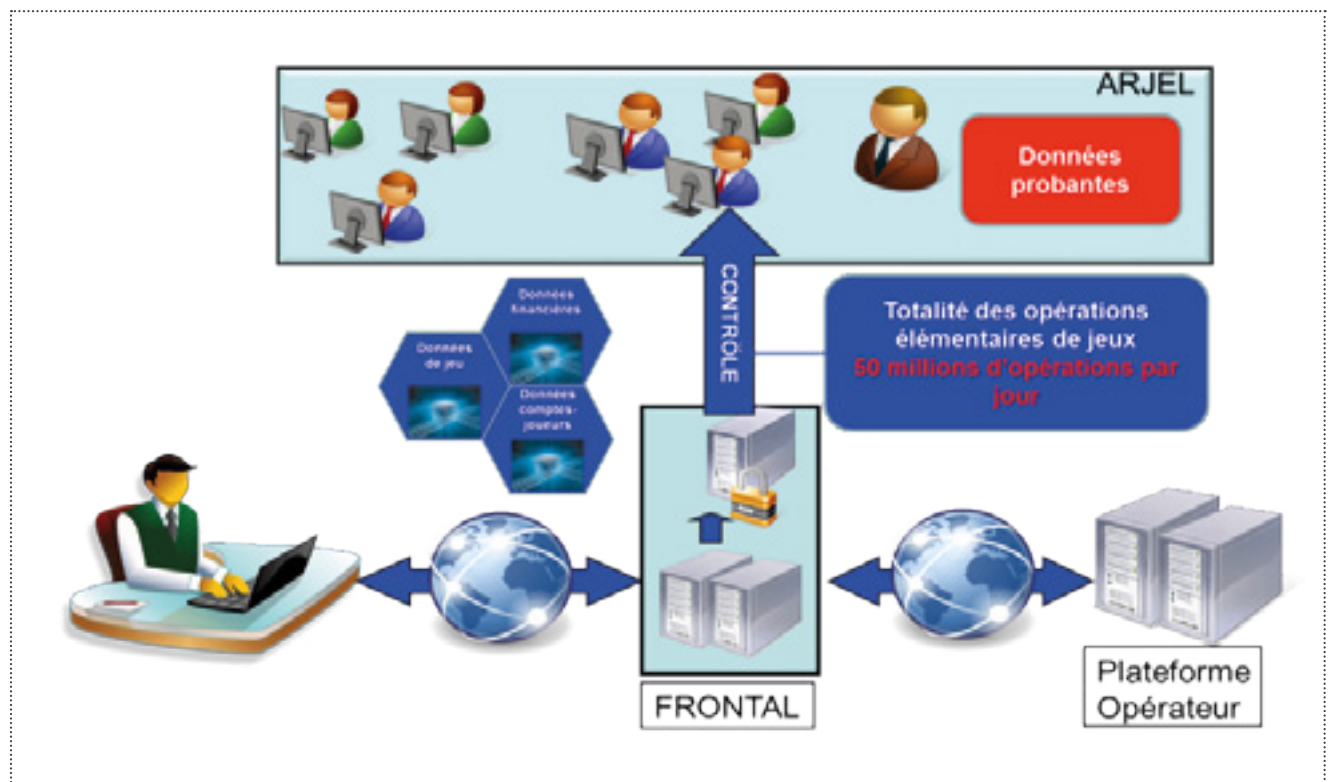 ARJEL
Données
probantes
CONTRÔLE
Données
financières
Données
de jeu
Données
comptes-
joueurs
Totalité des opérations
élémentaires de jeux
50 millions d'opérations par
jour
FRONTAL
Plateforme
Opérateur